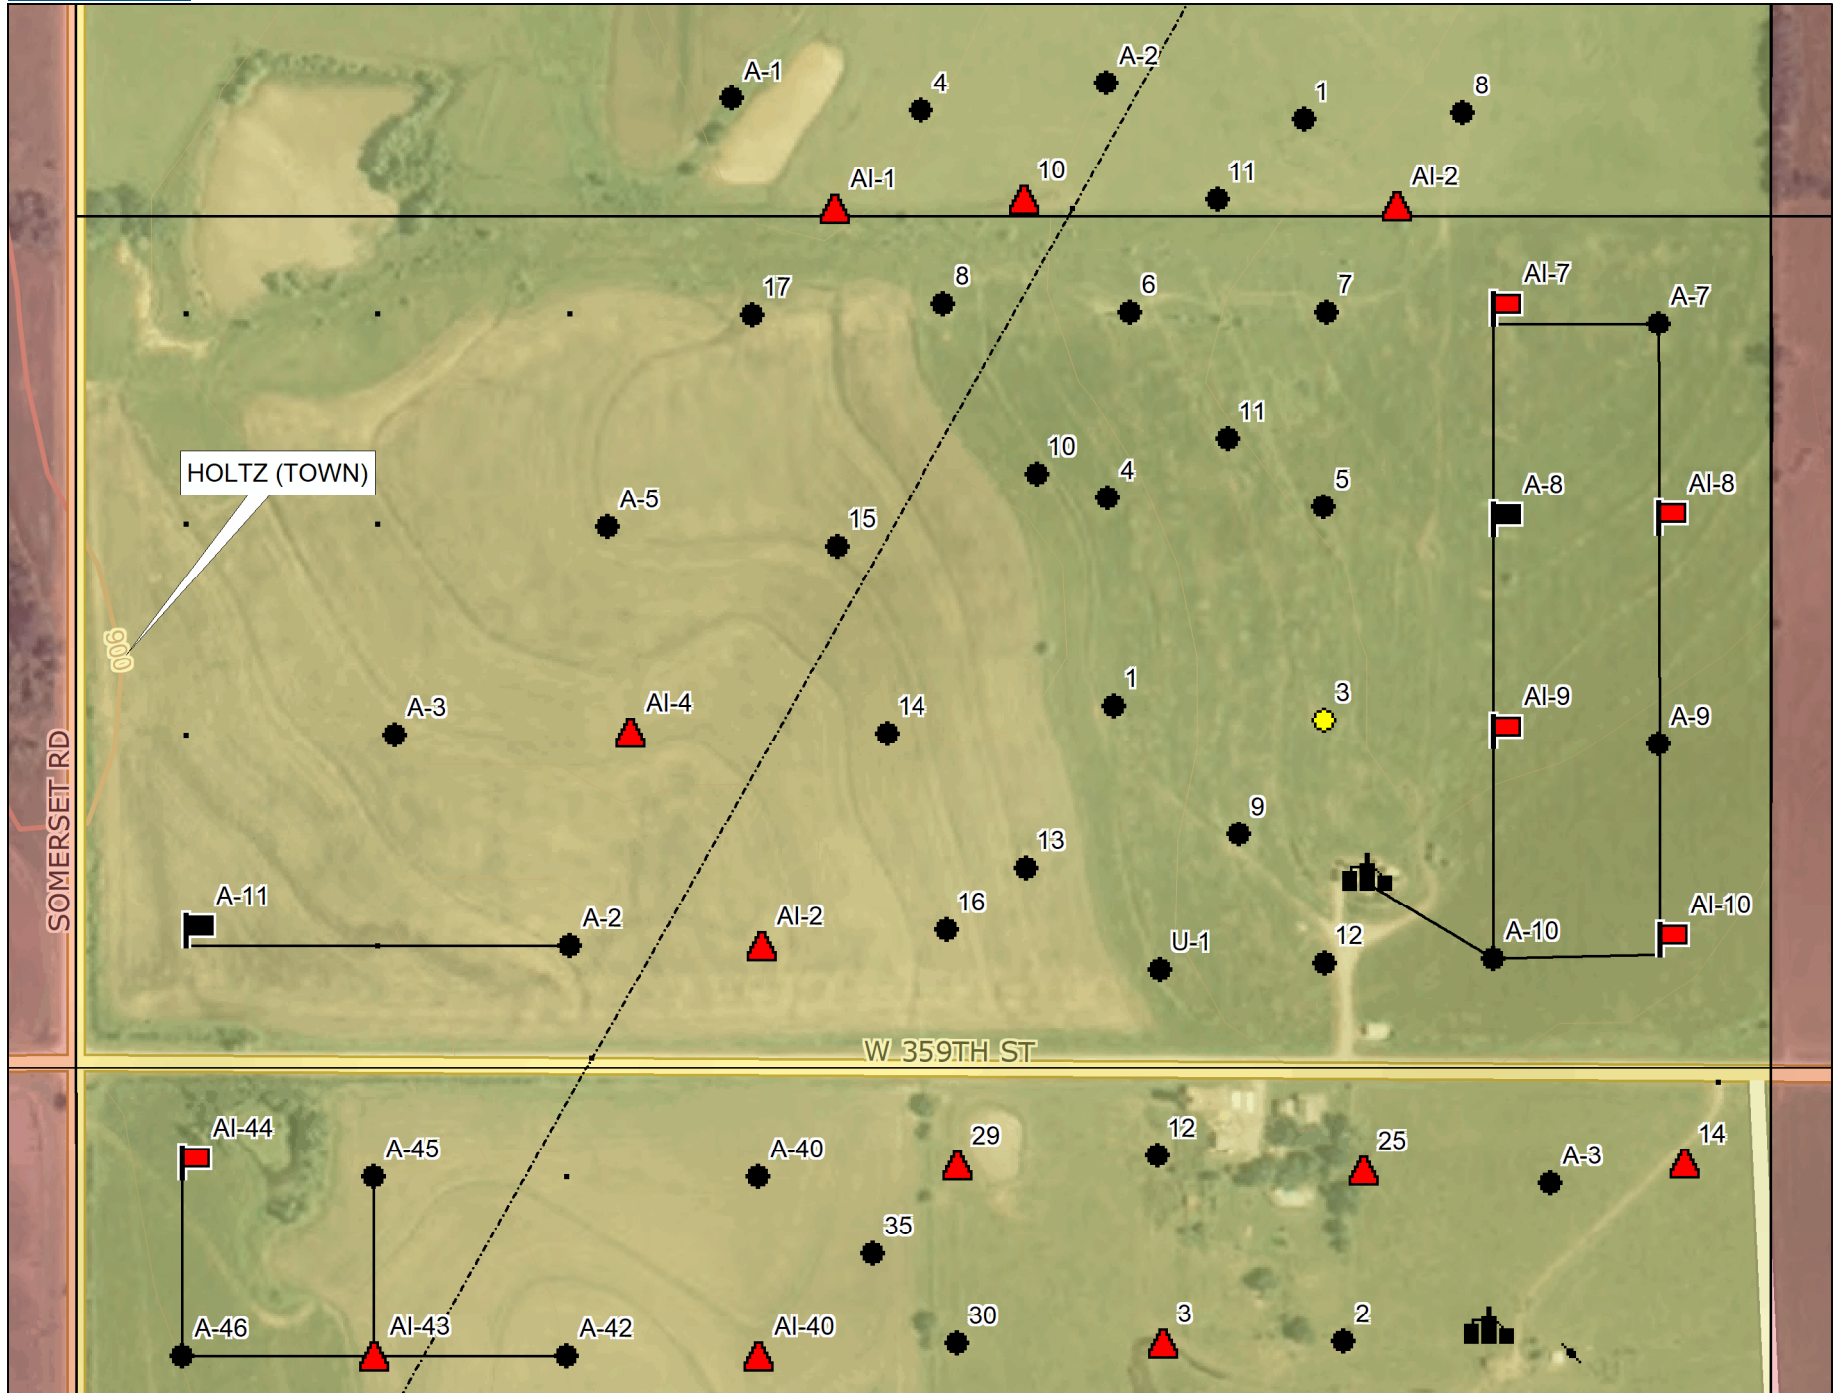 A-1
4
A-2
1
8
AI-1
10
11
AI-2
17
8
6
7
AI-7
A-7
HOLTZ (TOWN)
A-5
15
10
4
11
5
A-8
AI-8
900
A-3
AI-4
14
1
3
AI-9
A-9
SOMERSET RD
9
13
A-11
A-2
AI-2
16
U-1
12
A-10
AI-10
W 359TH ST
AI-44
A-45
A-40
29
12
25
A-3
14
35
A-46
AI-43
A-42
AI-40
30
3
2